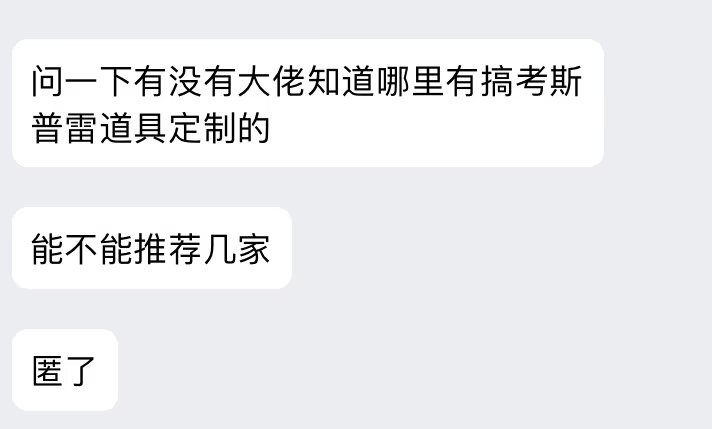 问一下有没有大佬知道哪里有搞考斯
普雷道具定制的
能不能推荐几家
匿了